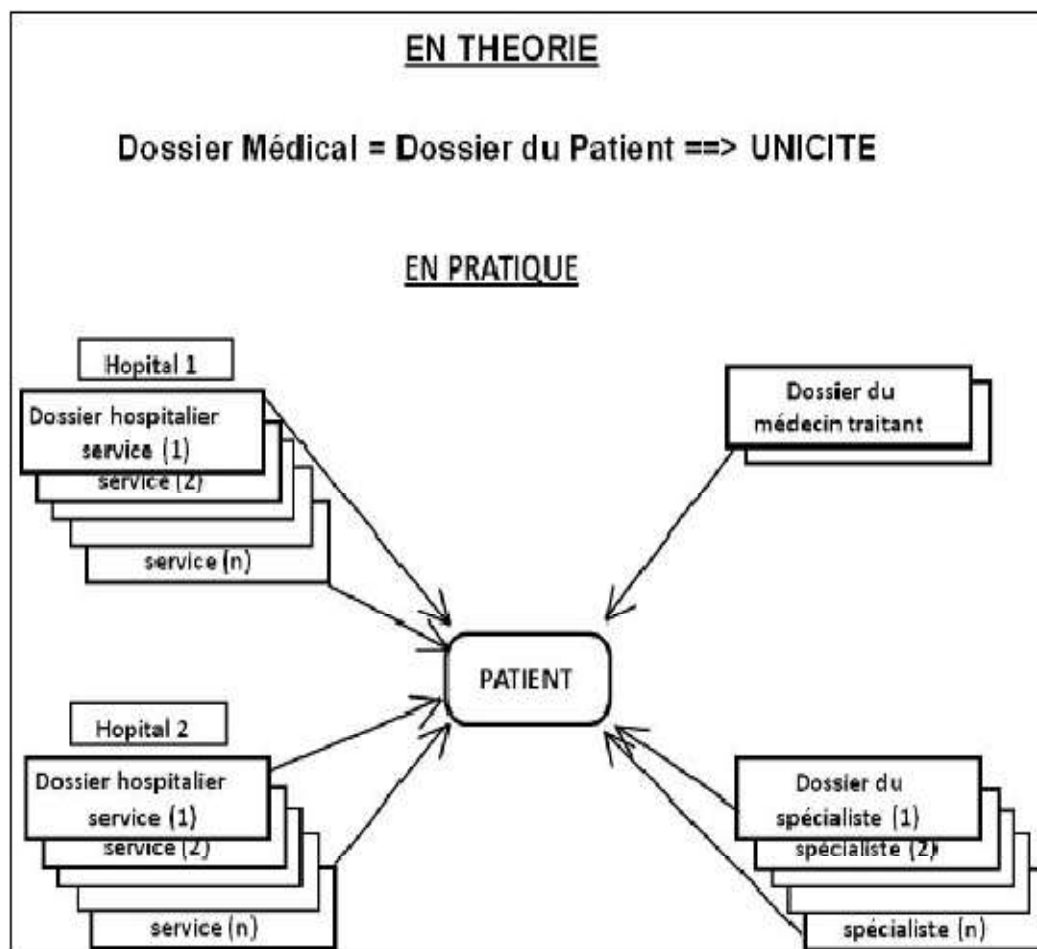 EN THEORIE
Dossier Médical = Dossier du Patient ==> UNICITE
EN PRATIQUE
Hopital 1
Dossier hospitalier
service (1)
service (2)
service (n)
Dossier du
médecin traitant
PATIENT
Hopital 2
Dossier hospitalier
service (1)
service (2)
service (n)
Dossier du
spécialiste (1)
spécialiste (2)
spécialiste (n)